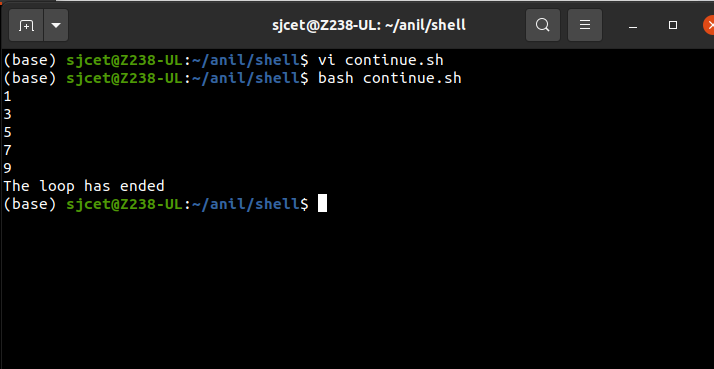 sjcet@Z238-UL: ~/anil/shell
(base) sjcet@Z238-UL:~/anil/shell$ vi continue.sh
(base) sjcet@Z238-UL:~/anil/shell$ bash continue.sh
1
3
5
7
9
The loop has ended
(base) sjcet@Z238-UL:~/anil/shell$